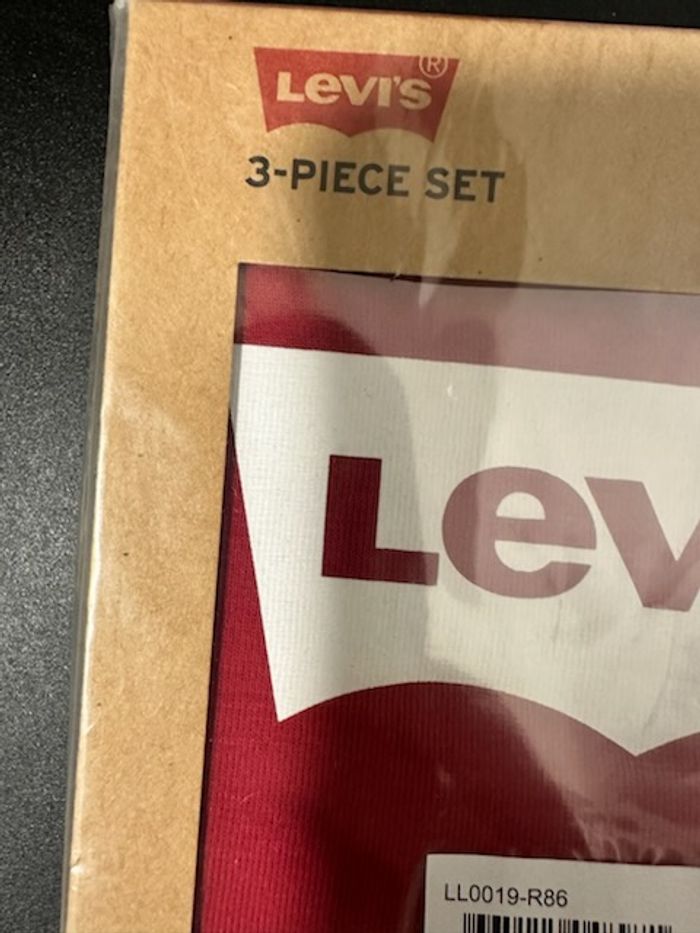 LEVI'S®
3-PIECE SET
Lev
LL0019-R86